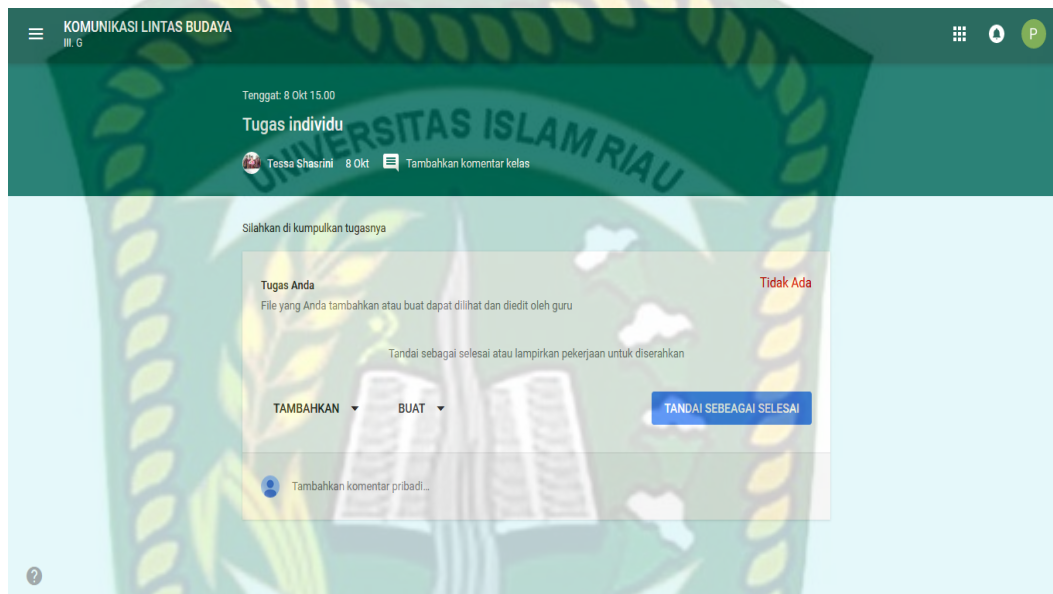 KOMUNIKASI LINTAS BUDAYA
III. G
P
Tenggat: 8 Okt 15.00
Tugas individu
Tessa Shasrini 8 Okt Tambahkan komentar kelas
UNIVERSITAS ISLAM RIAU
Silahkan di kumpulkan tugasnya
Tugas Anda
Tidak Ada
File yang Anda tambahkan atau buat dapat dilihat dan diedit oleh guru
Tandai sebagai selesai atau lampirkan pekerjaan untuk diserahkan
TAMBAHKAN BUAT TANDAI SEBEAGAI SELESAI
Tambahkan komentar pribadi...
?